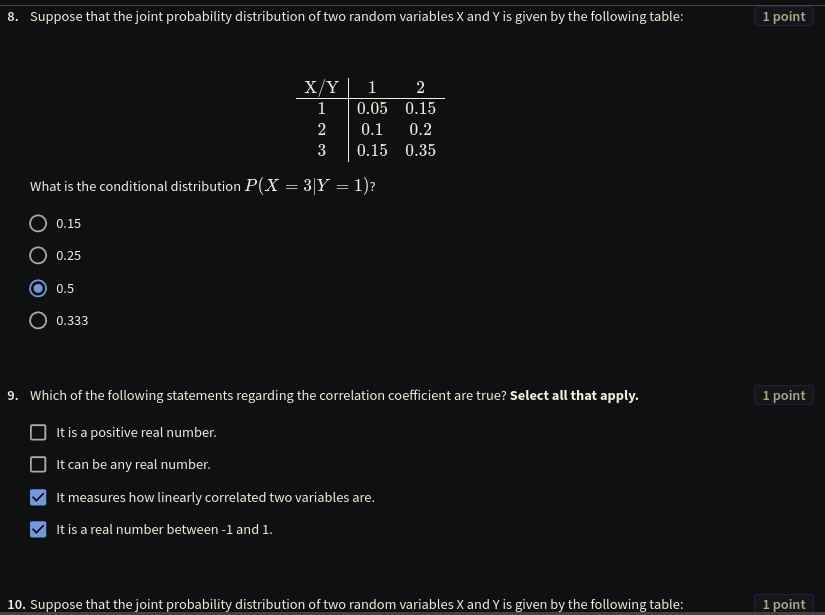 8. Suppose that the joint probability distribution of two random variables X and Y is given by the following table: 1 point
X/Y 1 2
1 0.05 0.15
2 0.1 0.2
3 0.15 0.35
What is the conditional distribution P(X = 3|Y = 1)?
0.15
0.25
0.5
0.333
9. Which of the following statements regarding the correlation coefficient are true? Select all that apply. 1 point
It is a positive real number.
It can be any real number.
It measures how linearly correlated two variables are.
It is a real number between -1 and 1.
10. Suppose that the joint probability distribution of two random variables X and Y is given by the following table: 1 point